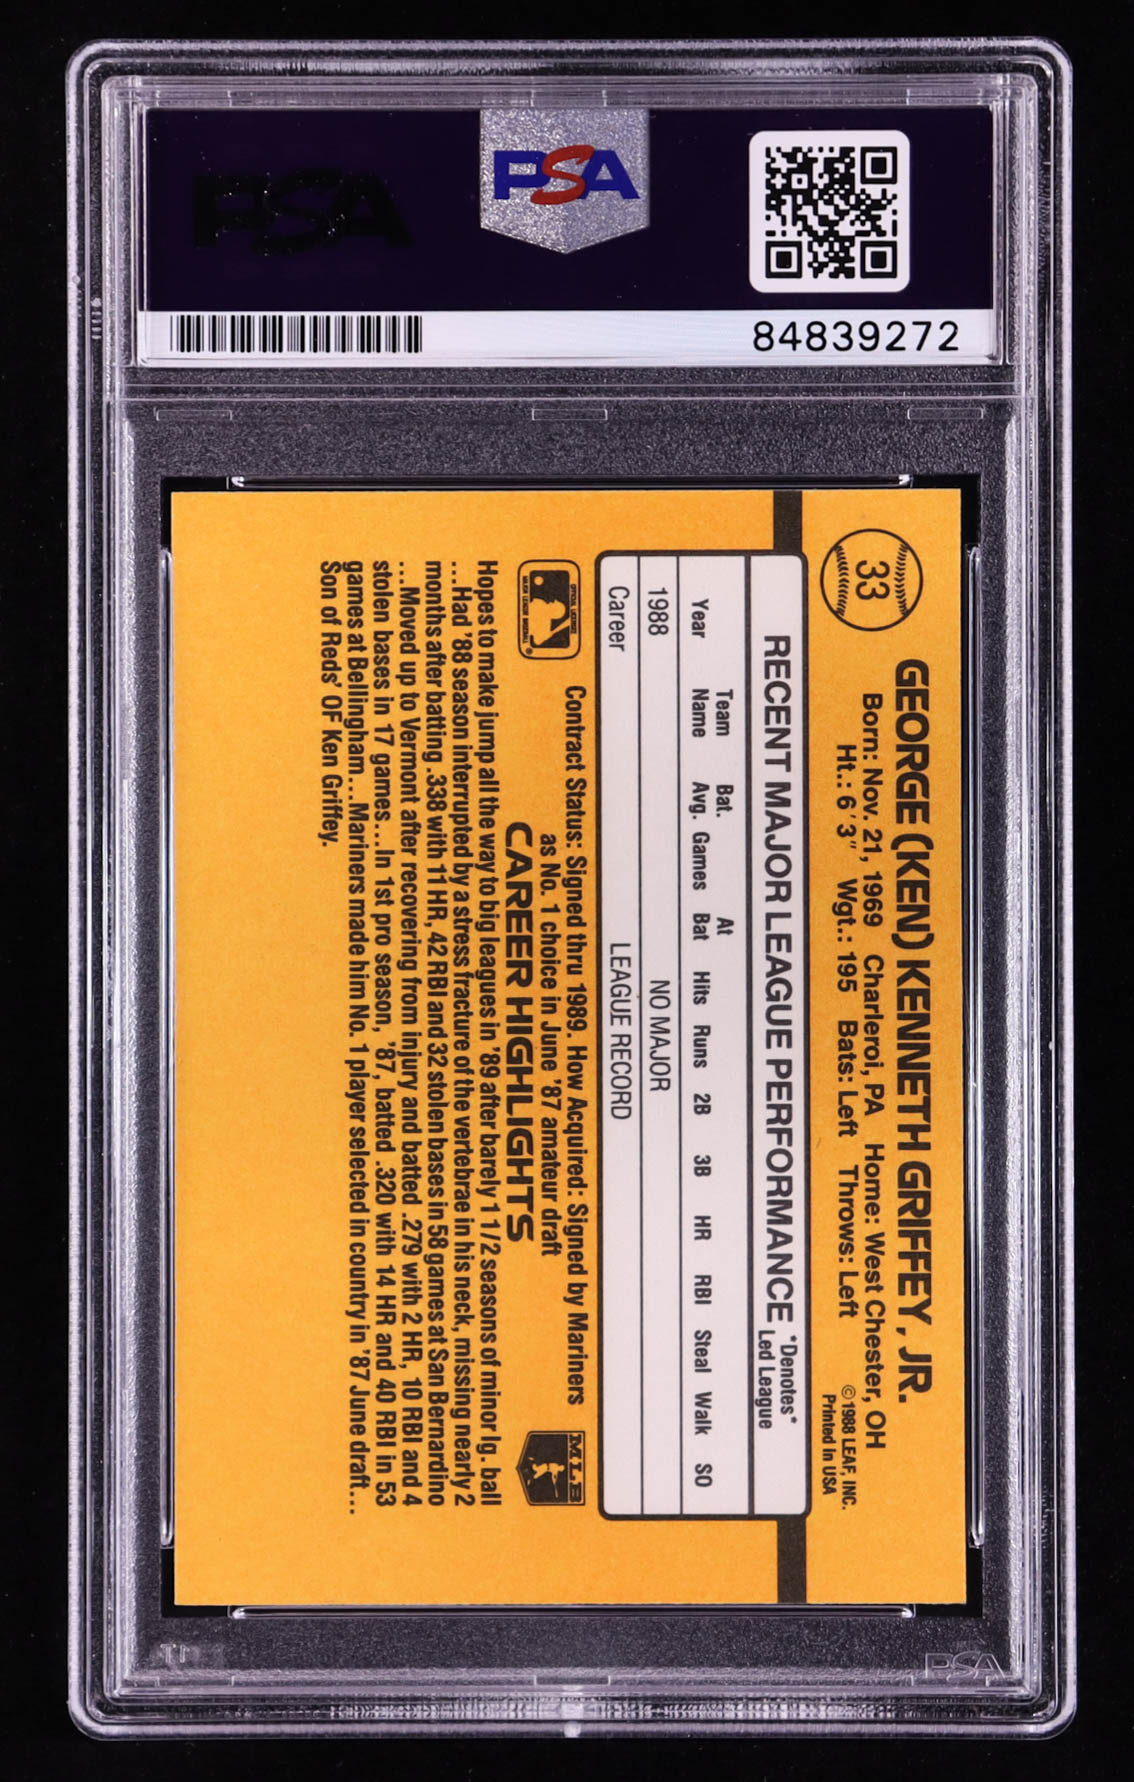 PSA
PSA
84839272
33
GEORGE (KEN) KENNETH GRIFFEY, JR.
Born: Nov. 21, 1969 Charleroi, PA Home: West Chester, OH
Ht.: 6'3" Wgt.: 195 Bats: Left Throws: Left
©1988 LEAF, INC.
Printed in USA
RECENT MAJOR LEAGUE PERFORMANCE
*Denotes*
Led League
Year Team Name Bat. Avg. Games At Bat Hits Runs 2B 3B HR RBI Steal Walk SO
1988 NO MAJOR
Career LEAGUE RECORD
OFFICIAL LICENSEE
MAJOR LEAGUE BASEBALL
®
Contract Status: Signed thru 1989. How Acquired: Signed by Mariners
as No. 1 choice in June '87 amateur draft
MLB
CAREER HIGHLIGHTS
Hopes to make jump all the way to big leagues in '89 after barely 1 1/2 seasons of minor lg. ball
...Had '88 season interrupted by a stress fracture of the vertebrae in his neck, missing nearly 2
months after batting .338 with 11 HR, 42 RBI and 32 stolen bases in 58 games at San Bernardino
...Moved up to Vermont after recovering from injury and batted .279 with 2 HR, 10 RBI and 4
stolen bases in 17 games...In 1st pro season, '87, batted .320 with 14 HR and 40 RBI in 53
games at Bellingham...Mariners made him No. 1 player selected in country in '87 June draft...
Son of Reds' OF Ken Griffey.
PSA